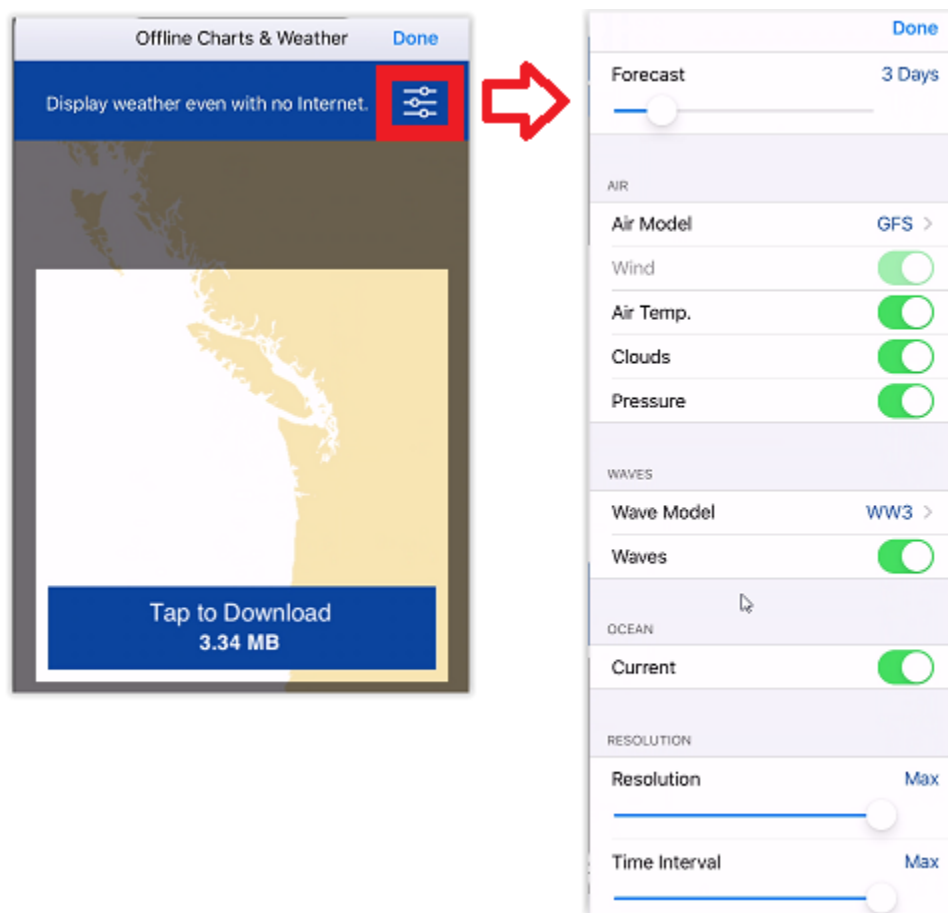 Offline Charts & Weather
Done
Display weather even with no Internet.
Tap to Download
3.34 MB
Done
Forecast 3 Days
AIR
Air Model GFS >
Wind
Air Temp.
Clouds
Pressure
WAVES
Wave Model WW3 >
Waves
OCEAN
Current
RESOLUTION
Resolution Max
Time Interval Max